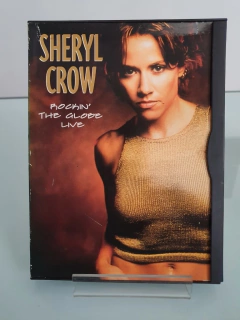 SHERYL
CROW
ROCKIN'
THE GLOBE
LIVE